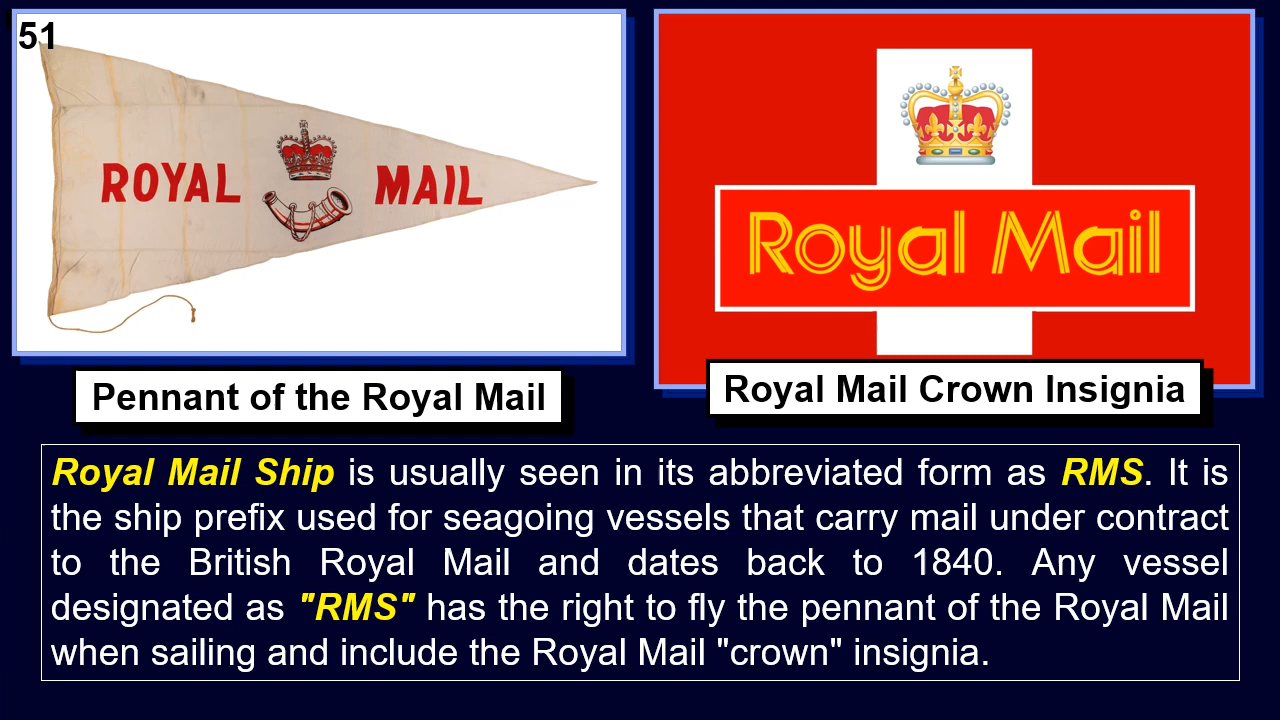 51
ROYAL MAIL
Royal Mail
Pennant of the Royal Mail
Royal Mail Crown Insignia
Royal Mail Ship is usually seen in its abbreviated form as RMS. It is
the ship prefix used for seagoing vessels that carry mail under contract
to the British Royal Mail and dates back to 1840. Any vessel
designated as "RMS" has the right to fly the pennant of the Royal Mail
when sailing and include the Royal Mail "crown" insignia.